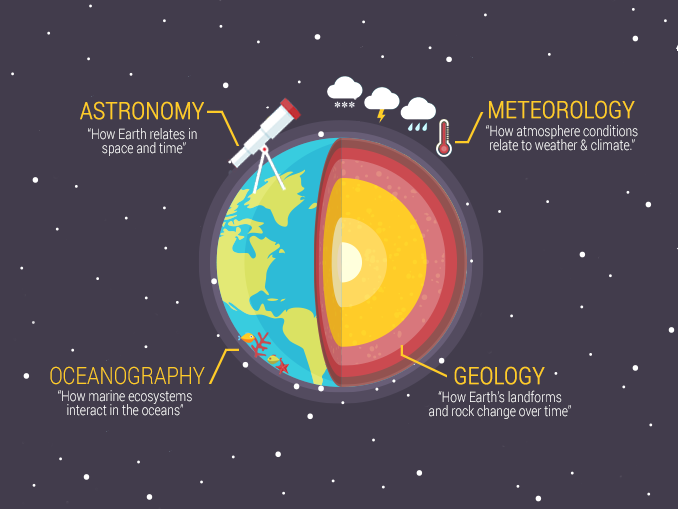 ASTRONOMY
“How Earth relates in
space and time”
METEOROLOGY
“How atmosphere conditions
relate to weather & climate.”
OCEANOGRAPHY
“How marine ecosystems
interact in the oceans”
GEOLOGY
“How Earth’s landforms
and rock change over time”